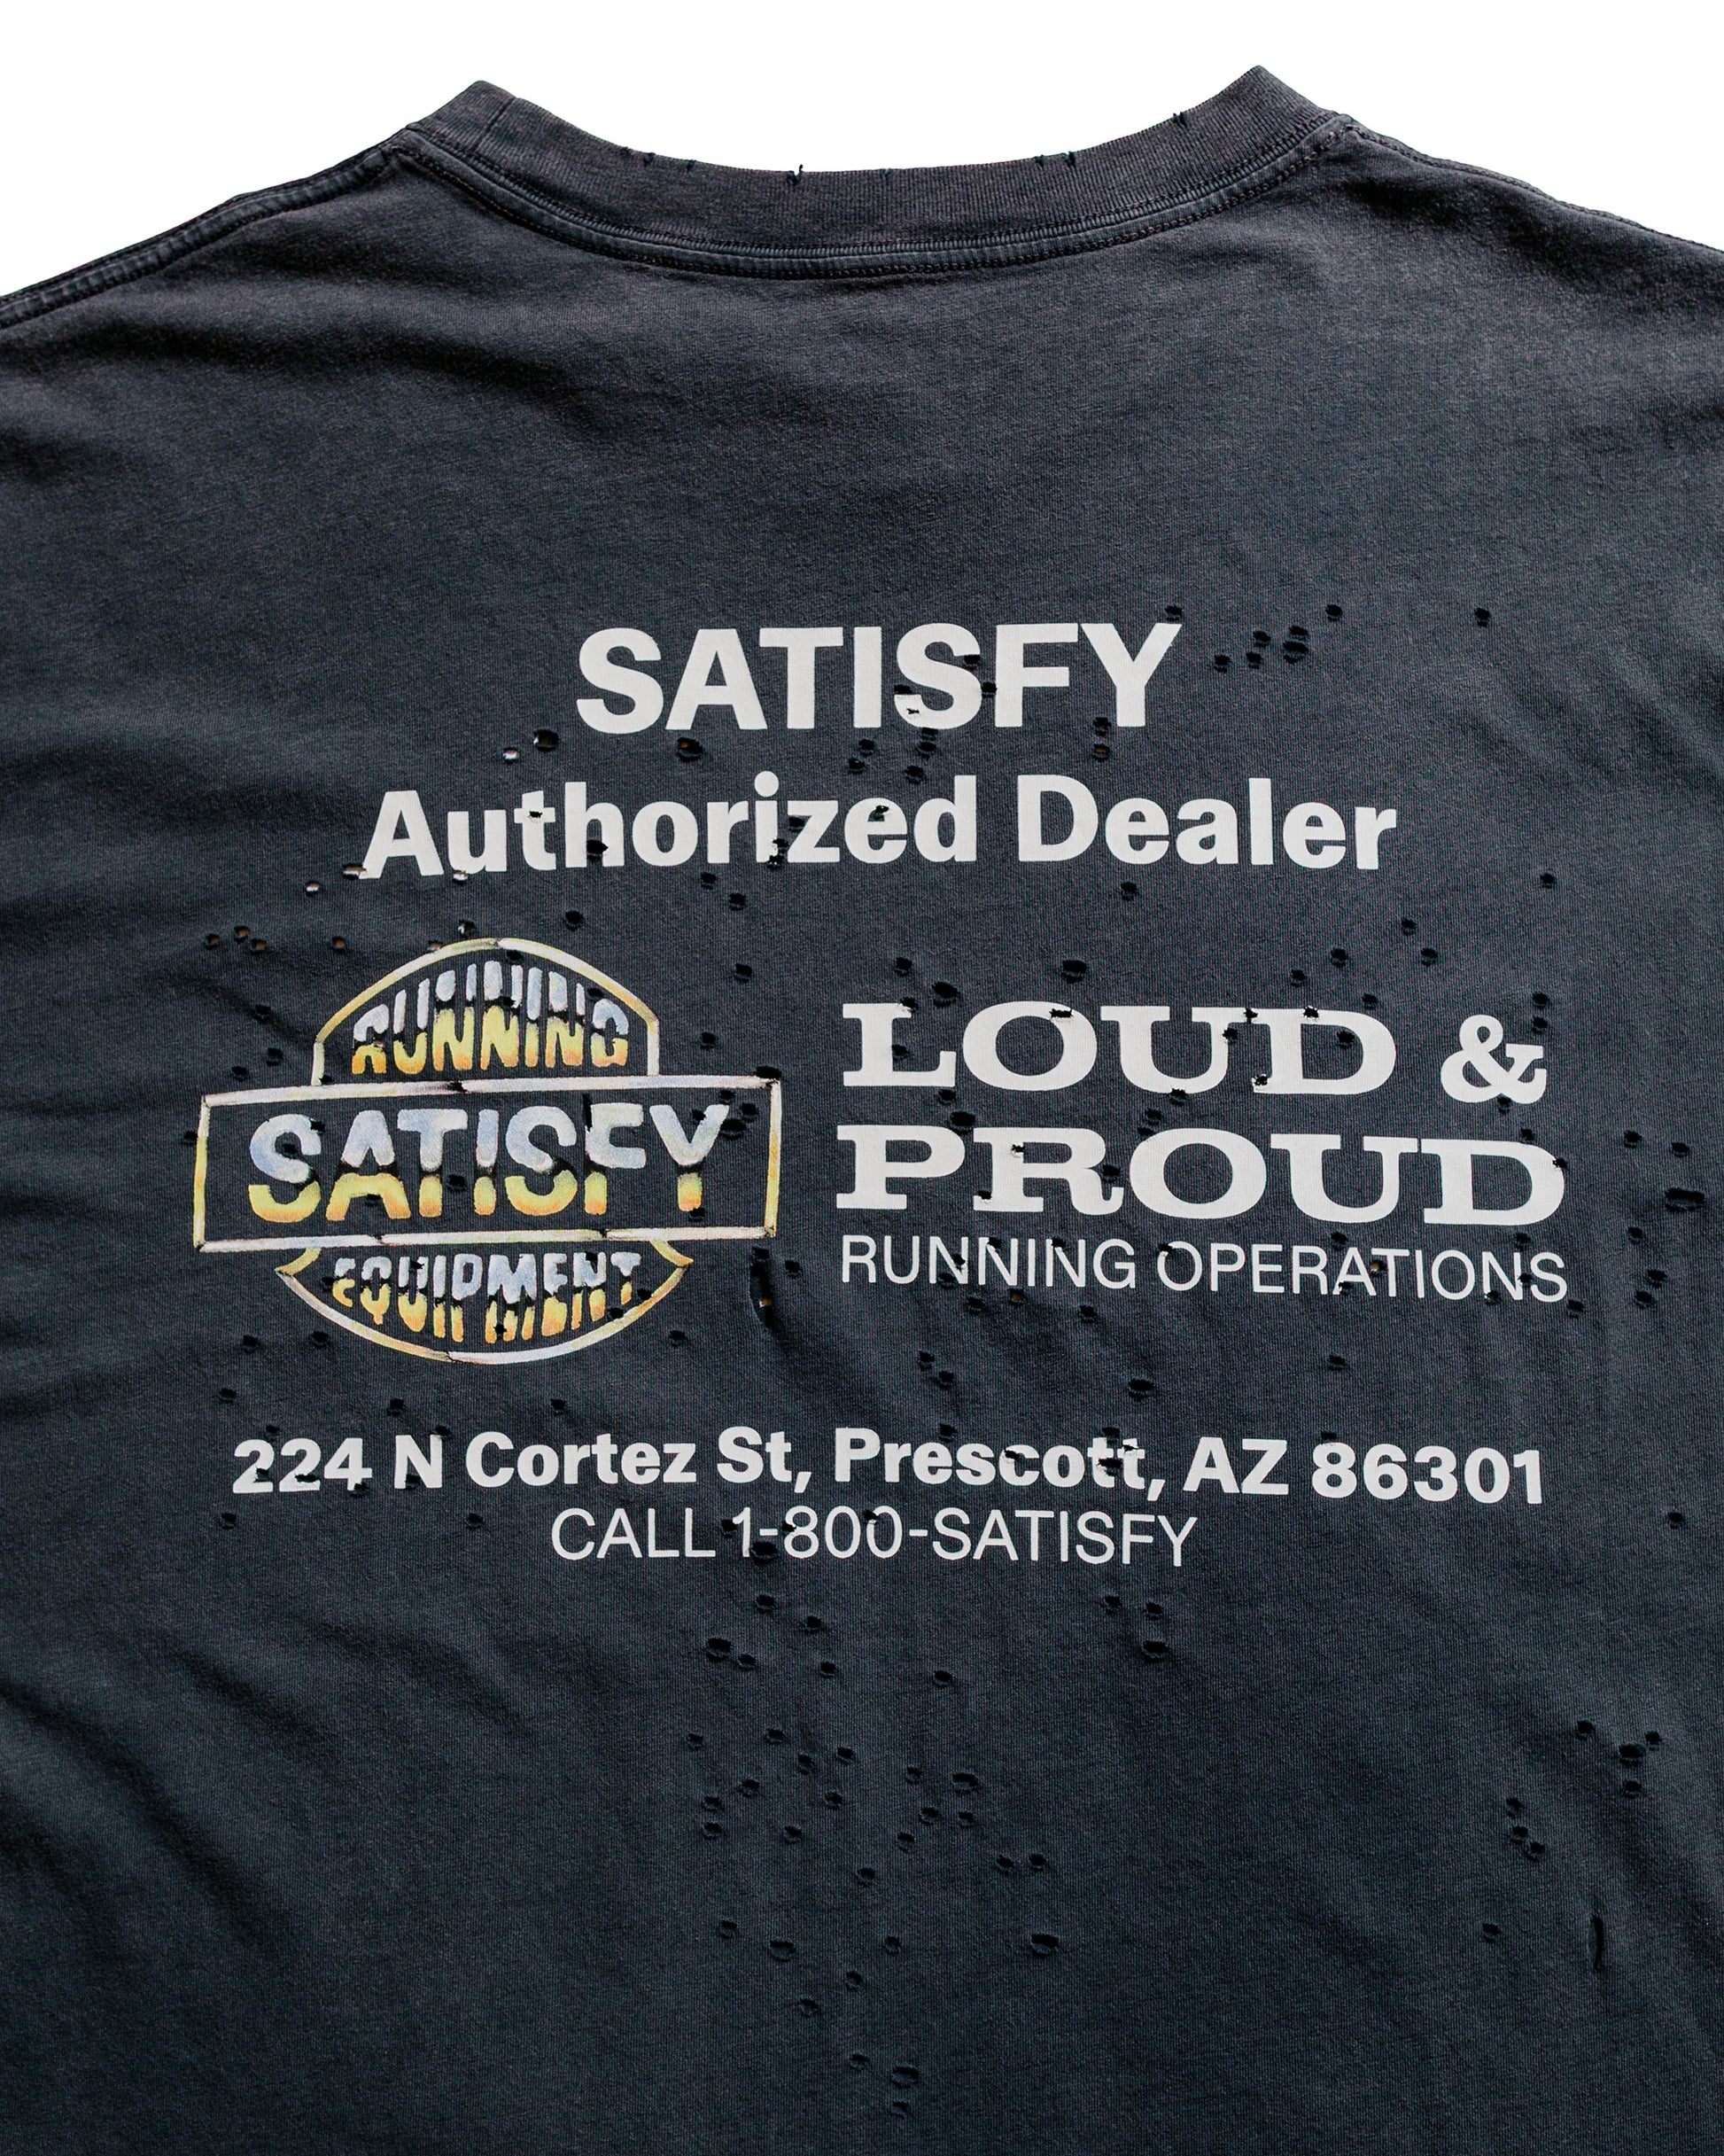 SATISFY
Authorized Dealer
RUNNING
SATISFY
EQUIPMENT
LOUD &
PROUD
RUNNING OPERATIONS
224 N Cortez St, Prescott, AZ 86301
CALL 1-800-SATISFY